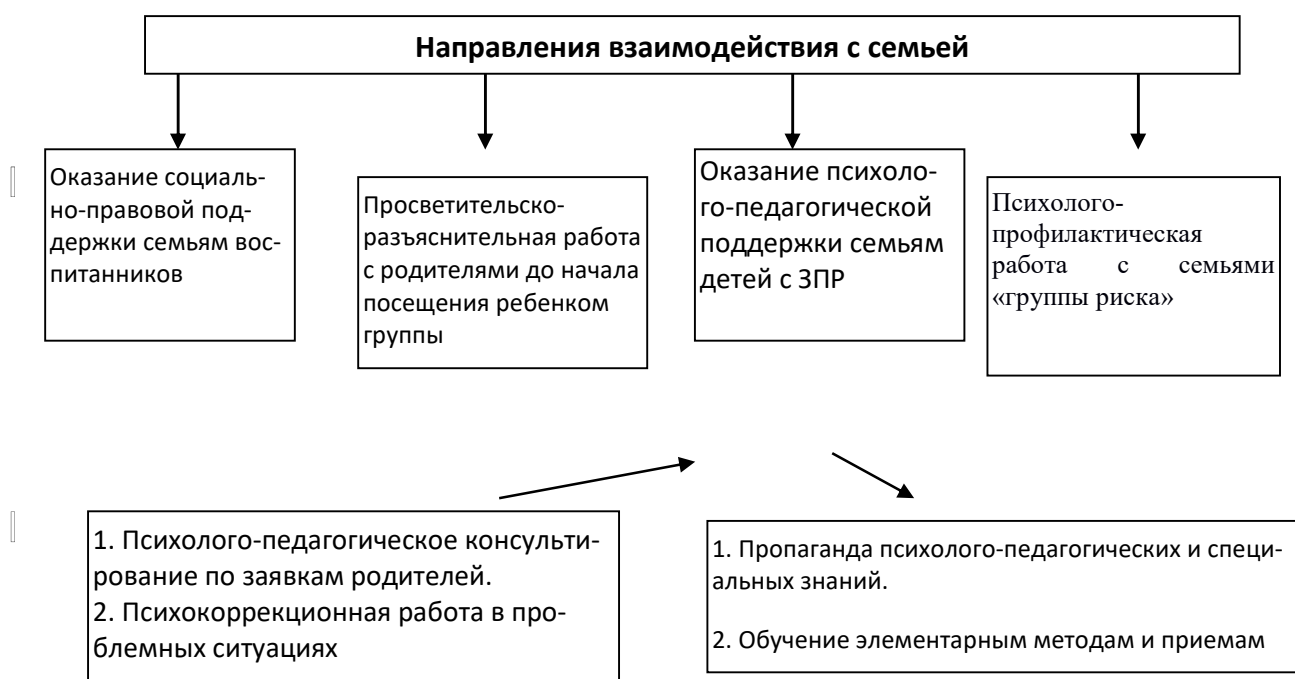 Направления взаимодействия с семьей
Оказание социаль-
но-правовой под-
держки семьям вос-
питанников
Просветительско-
разъяснительная работа
с родителями до начала
посещения ребенком
группы
Оказание психоло-
го-педагогической
поддержки семьям
детей с ЗПР
Психолого-
профилактическая
работа с семьями
«группы риска»
1. Психолого-педагогическое консульти-
рование по заявкам родителей.
2. Психокоррекционная работа в про-
блемных ситуациях
1. Пропаганда психолого-педагогических и специ-
альных знаний.
2. Обучение элементарным методам и приемам